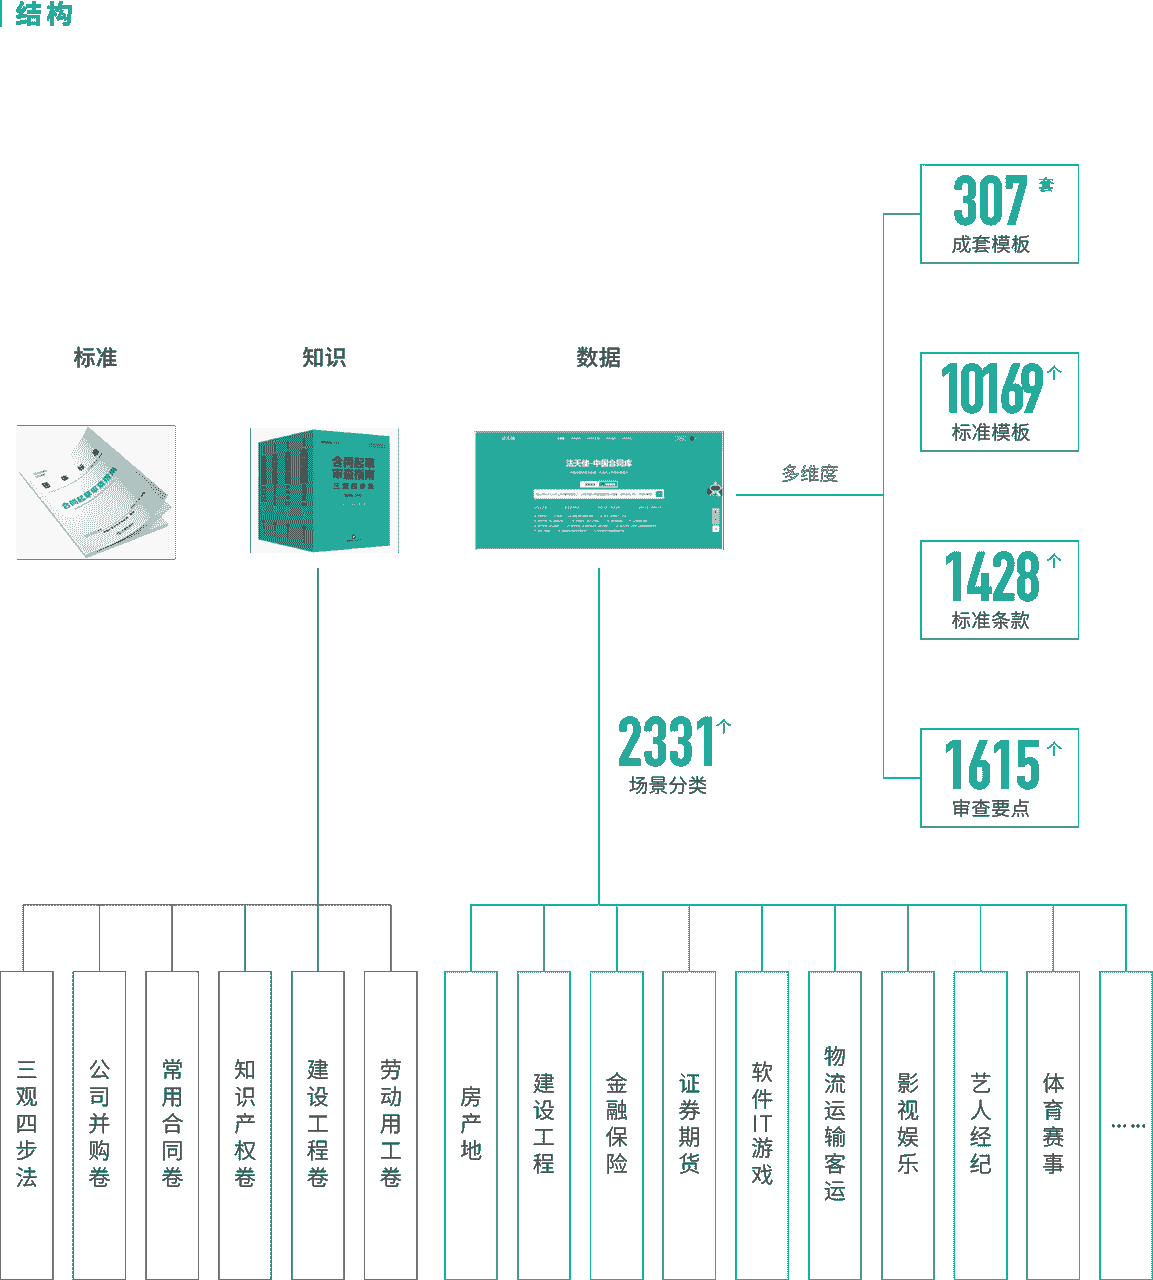 结构
标准
知识
数据
合同起草
审查指南
三观四步法
法天使-中国合同库
多维度
307 套
成套模板
10169 个
标准模板
1428 个
标准条款
1615 个
审查要点
2331 个
场景分类
三观四步法
公司并购卷
常用合同卷
知识产权卷
建设工程卷
劳动用工卷
房产地
建设工程
金融保险
证券期货
软件IT游戏
物流运输客运
影视娱乐
艺人经纪
体育赛事
……